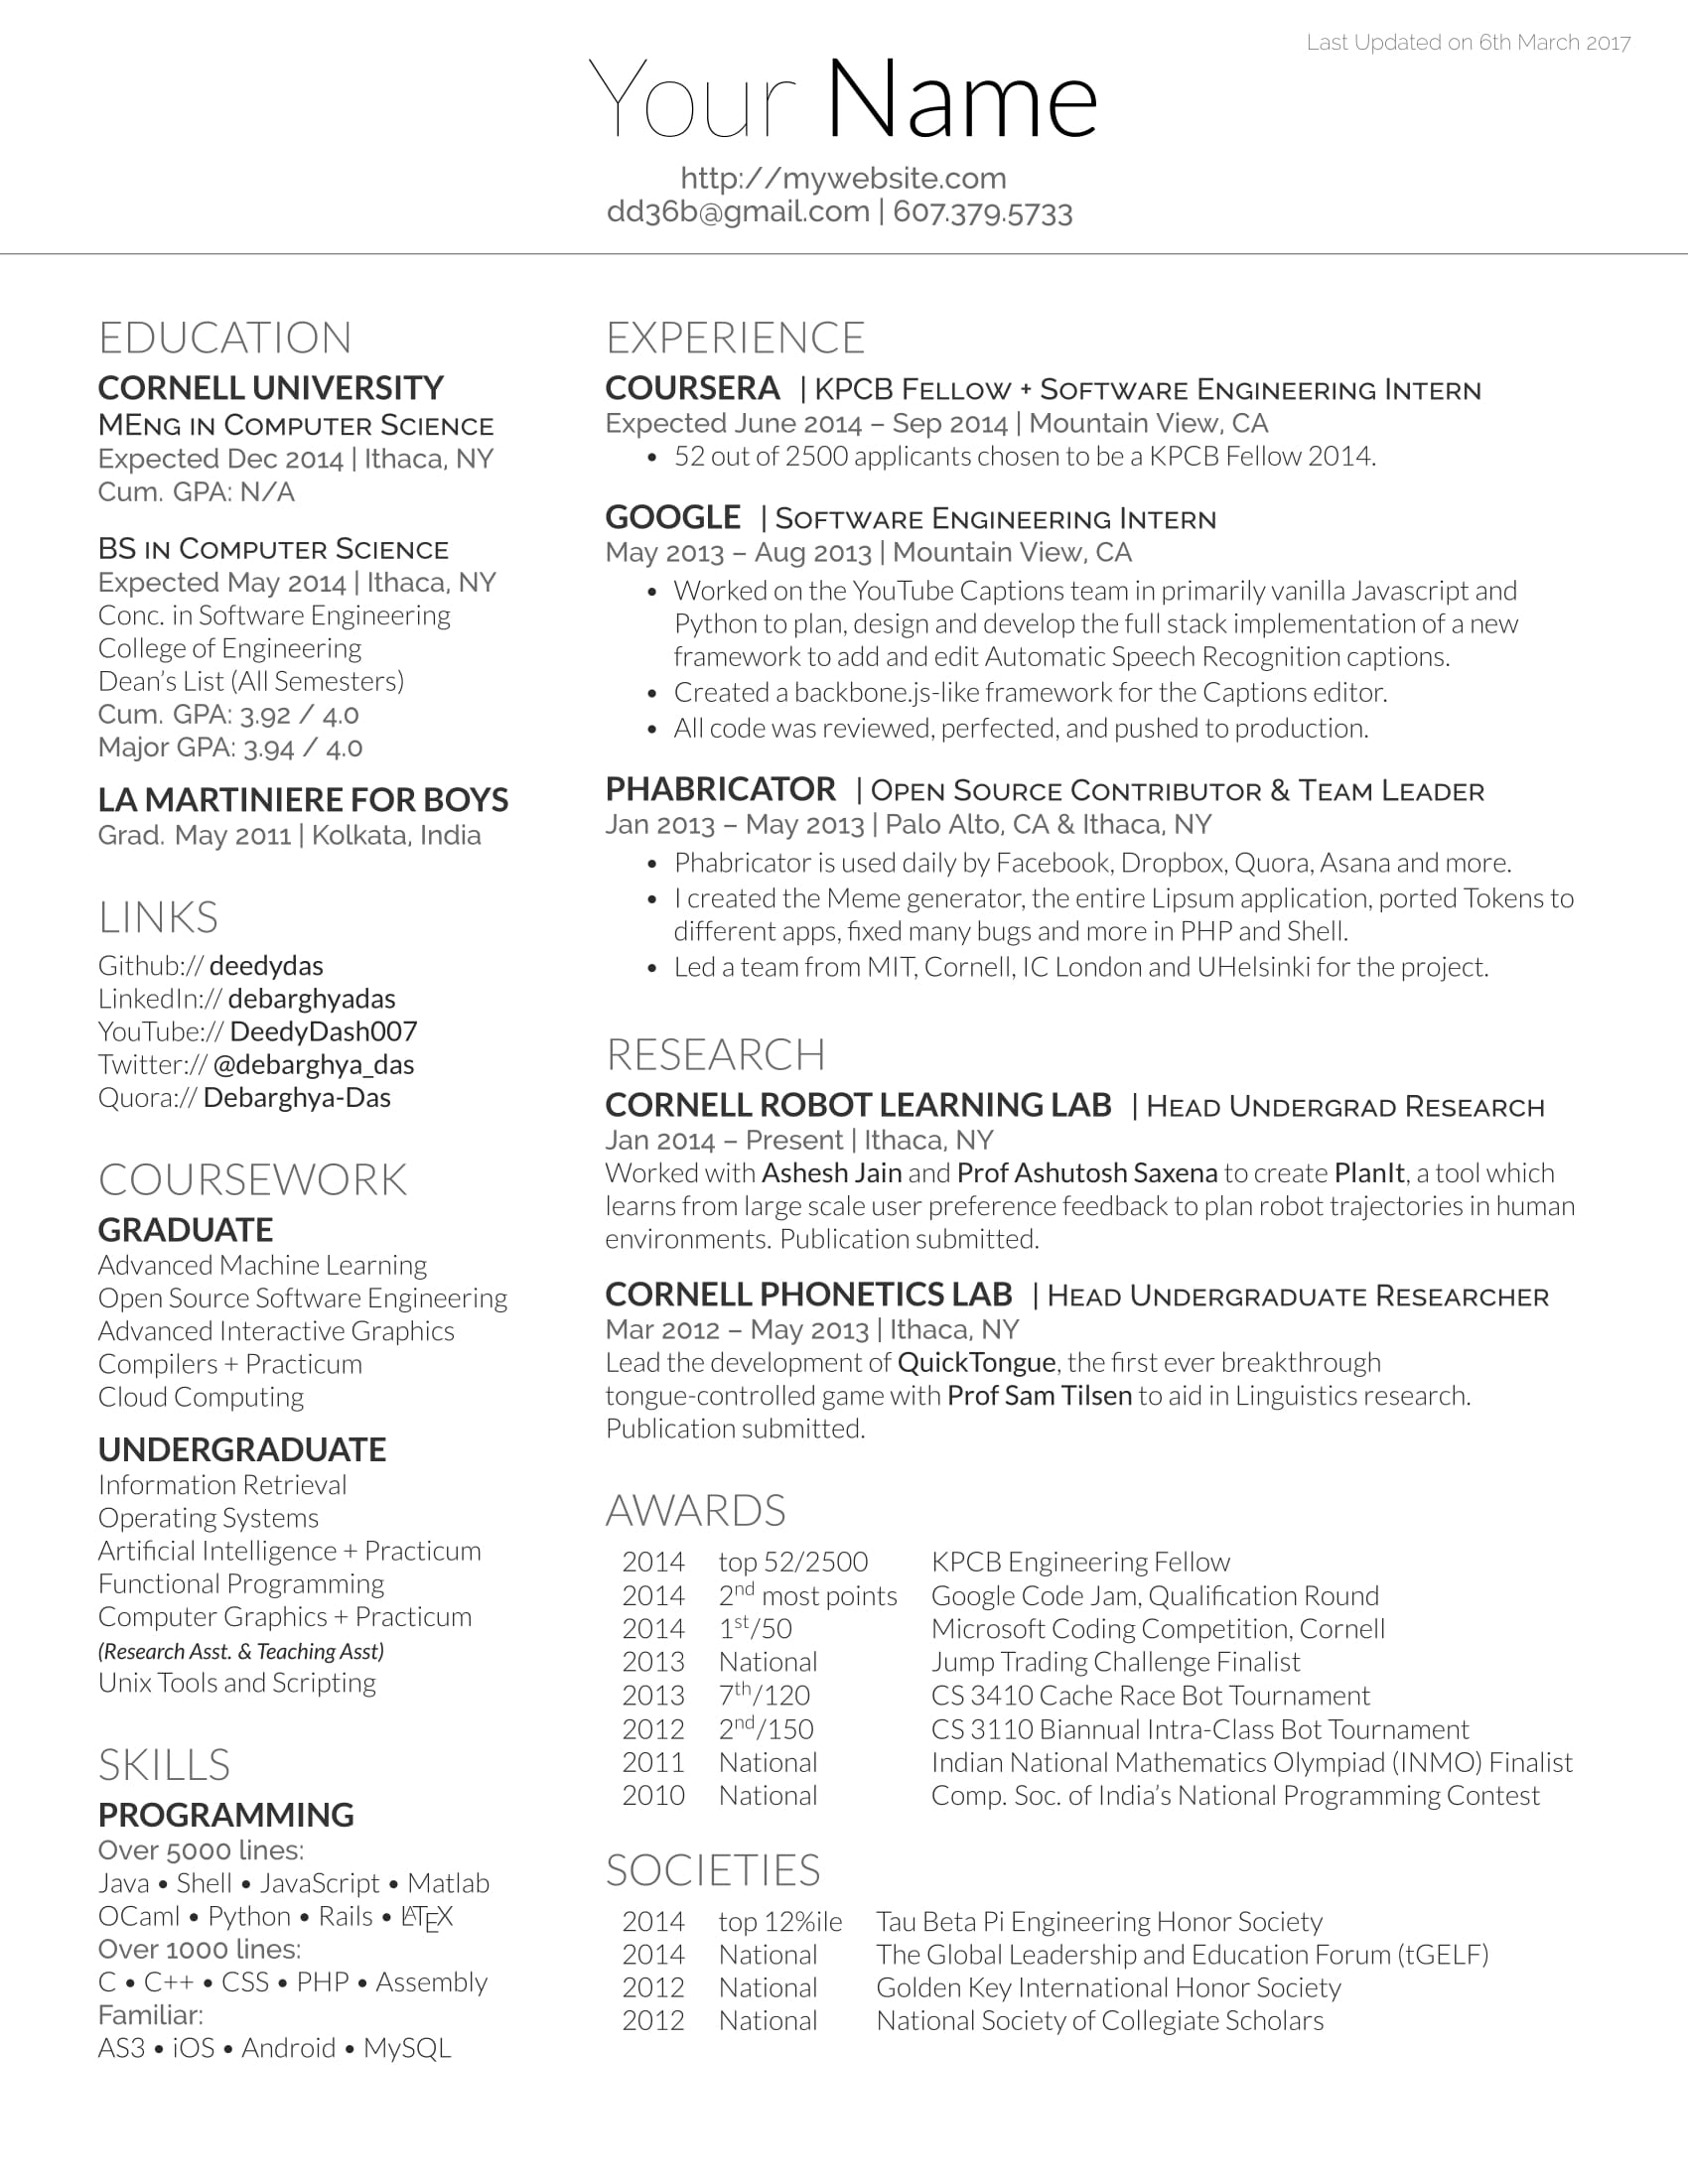 Last Updated on 6th March 2017
Your Name
http://mywebsite.com
dd36b@gmail.com | 607.379.5733
EDUCATION
CORNELL UNIVERSITY
MENG IN COMPUTER SCIENCE
Expected Dec 2014 | Ithaca, NY
Cum. GPA: N/A
BS IN COMPUTER SCIENCE
Expected May 2014 | Ithaca, NY
Conc. in Software Engineering
College of Engineering
Dean's List (All Semesters)
Cum. GPA: 3.92 / 4.0
Major GPA: 3.94 / 4.0
LA MARTINIERE FOR BOYS
Grad. May 2011 | Kolkata, India
LINKS
Github:// deedydas
LinkedIn:// debarghyadas
YouTube:// DeedyDash007
Twitter:// @debarghya_das
Quora:// Debarghya-Das
COURSEWORK
GRADUATE
Advanced Machine Learning
Open Source Software Engineering
Advanced Interactive Graphics
Compilers + Practicum
Cloud Computing
UNDERGRADUATE
Information Retrieval
Operating Systems
Artificial Intelligence + Practicum
Functional Programming
Computer Graphics + Practicum
(Research Asst. & Teaching Asst)
Unix Tools and Scripting
SKILLS
PROGRAMMING
Over 5000 lines:
Java • Shell • JavaScript • Matlab
OCaml • Python • Rails • LATEX
Over 1000 lines:
C • C++ • CSS • PHP • Assembly
Familiar:
AS3 • iOS • Android • MySQL
EXPERIENCE
COURSERA | KPCB FELLOW + SOFTWARE ENGINEERING INTERN
Expected June 2014 – Sep 2014 | Mountain View, CA
• 52 out of 2500 applicants chosen to be a KPCB Fellow 2014.
GOOGLE | SOFTWARE ENGINEERING INTERN
May 2013 – Aug 2013 | Mountain View, CA
• Worked on the YouTube Captions team in primarily vanilla Javascript and
Python to plan, design and develop the full stack implementation of a new
framework to add and edit Automatic Speech Recognition captions.
• Created a backbone.js-like framework for the Captions editor.
• All code was reviewed, perfected, and pushed to production.
PHABRICATOR | OPEN SOURCE CONTRIBUTOR & TEAM LEADER
Jan 2013 – May 2013 | Palo Alto, CA & Ithaca, NY
• Phabricator is used daily by Facebook, Dropbox, Quora, Asana and more.
• I created the Meme generator, the entire Lipsum application, ported Tokens to
different apps, fixed many bugs and more in PHP and Shell.
• Led a team from MIT, Cornell, IC London and UHelsinki for the project.
RESEARCH
CORNELL ROBOT LEARNING LAB | HEAD UNDERGRAD RESEARCH
Jan 2014 – Present | Ithaca, NY
Worked with Ashesh Jain and Prof Ashutosh Saxena to create PlanIt, a tool which
learns from large scale user preference feedback to plan robot trajectories in human
environments. Publication submitted.
CORNELL PHONETICS LAB | HEAD UNDERGRADUATE RESEARCHER
Mar 2012 – May 2013 | Ithaca, NY
Lead the development of QuickTongue, the first ever breakthrough
tongue-controlled game with Prof Sam Tilsen to aid in Linguistics research.
Publication submitted.
AWARDS
2014 top 52/2500 KPCB Engineering Fellow
2014 2nd most points Google Code Jam, Qualification Round
2014 1st/50 Microsoft Coding Competition, Cornell
2013 National Jump Trading Challenge Finalist
2013 7th/120 CS 3410 Cache Race Bot Tournament
2012 2nd/150 CS 3110 Biannual Intra-Class Bot Tournament
2011 National Indian National Mathematics Olympiad (INMO) Finalist
2010 National Comp. Soc. of India's National Programming Contest
SOCIETIES
2014 top 12%ile Tau Beta Pi Engineering Honor Society
2014 National The Global Leadership and Education Forum (tGELF)
2012 National Golden Key International Honor Society
2012 National National Society of Collegiate Scholars